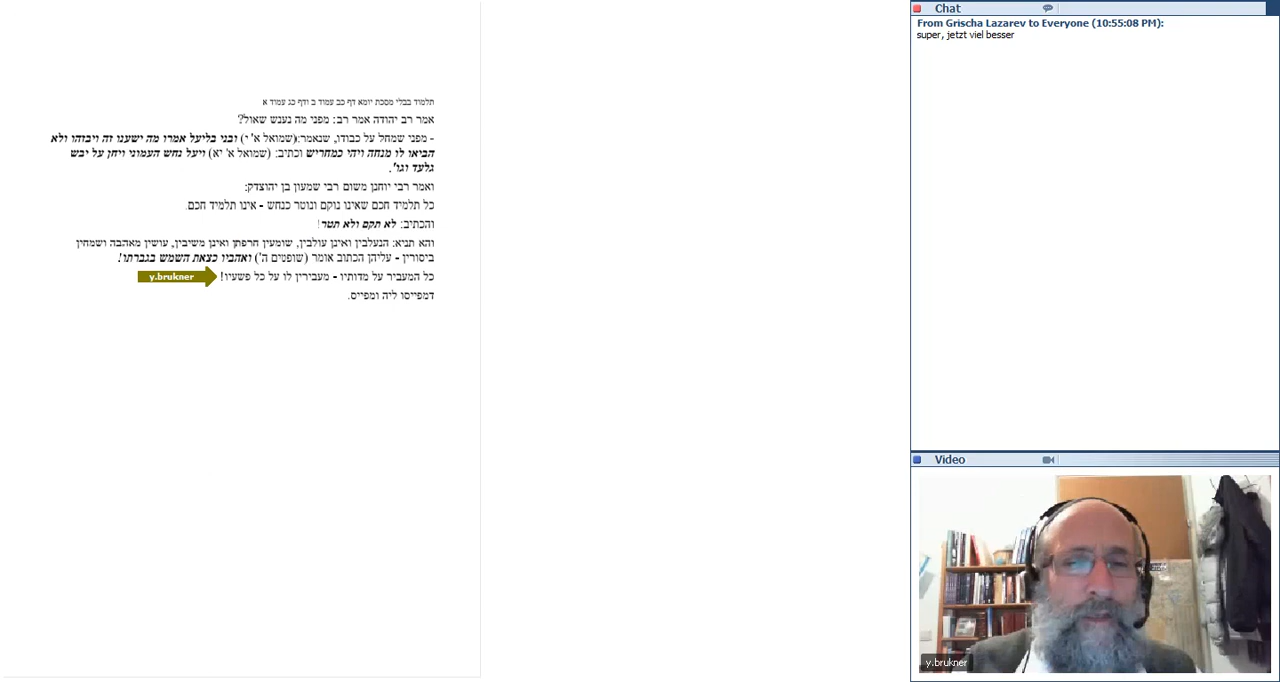 תלמוד בבלי מסכת יומא דף כב עמוד ב ודף כג עמוד א
אמר רב יהודה אמר רב: מפני מה נענש שאול?
- מפני שמחל על כבודו, שנאמר:(שמואל א' י) ובני בליעל אמרו מה ישענו זה ויבזהו ולא
הביאו לו מנחה ויהי כמחריש וכתיב: (שמואל א' יא) ויעל נחש העמוני ויחן על יבש
גלעד וגו'.
ואמר רבי יוחנן משום רבי שמעון בן יהוצדק:
כל תלמיד חכם שאינו נוקם ונוטר כנחש - אינו תלמיד חכם.
והכתיב: לא תקם ולא תטר!
והא תניא: הנעלבין ואינן עולבין, שומעין חרפתן ואינן משיבין, עושין מאהבה ושמחין
ביסורין - עליהן הכתוב אומר (שופטים ה') ואהביו כצאת השמש בגברתו!
כל המעביר על מדותיו - מעבירין לו על כל פשעיו!
y.brukner
דמפייסו ליה ומפייס.
Chat
From Grischa Lazarev to Everyone (10:55:08 PM):
super, jetzt viel besser
Video
y.brukner